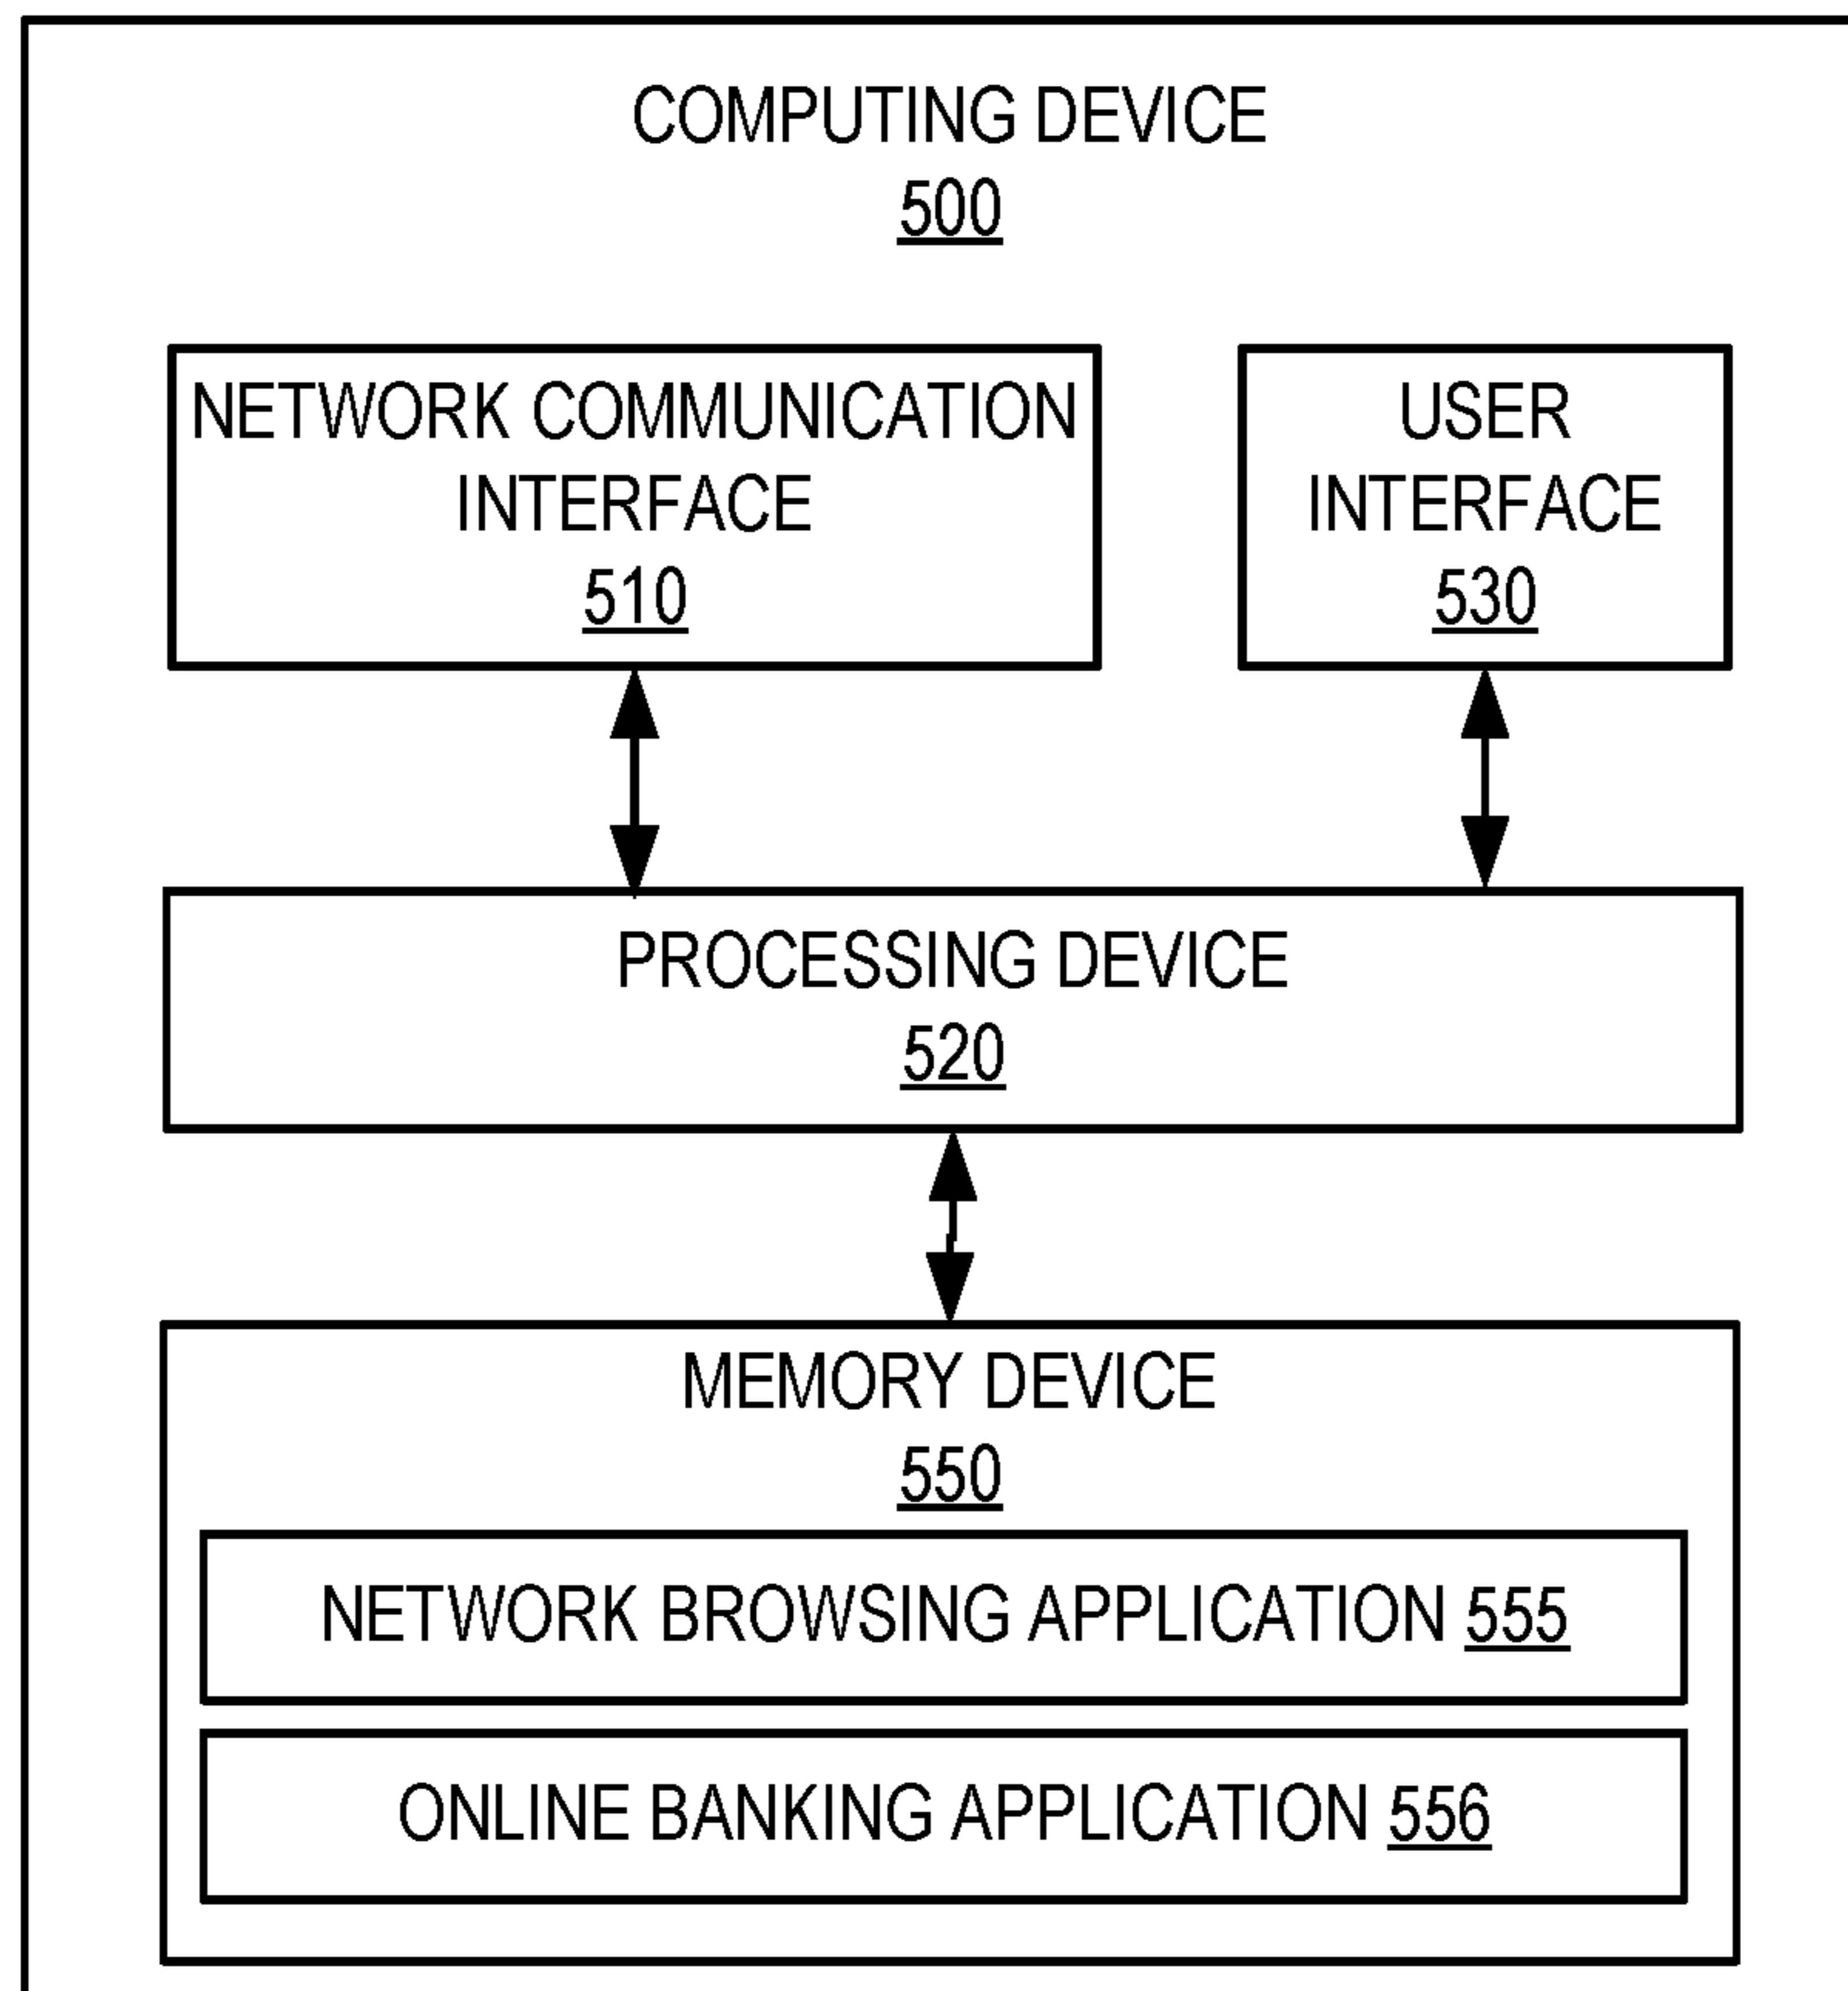 COMPUTING DEVICE
500
NETWORK COMMUNICATION
INTERFACE
510
USER
INTERFACE
530
PROCESSING DEVICE
520
MEMORY DEVICE
550
NETWORK BROWSING APPLICATION 555
ONLINE BANKING APPLICATION 556